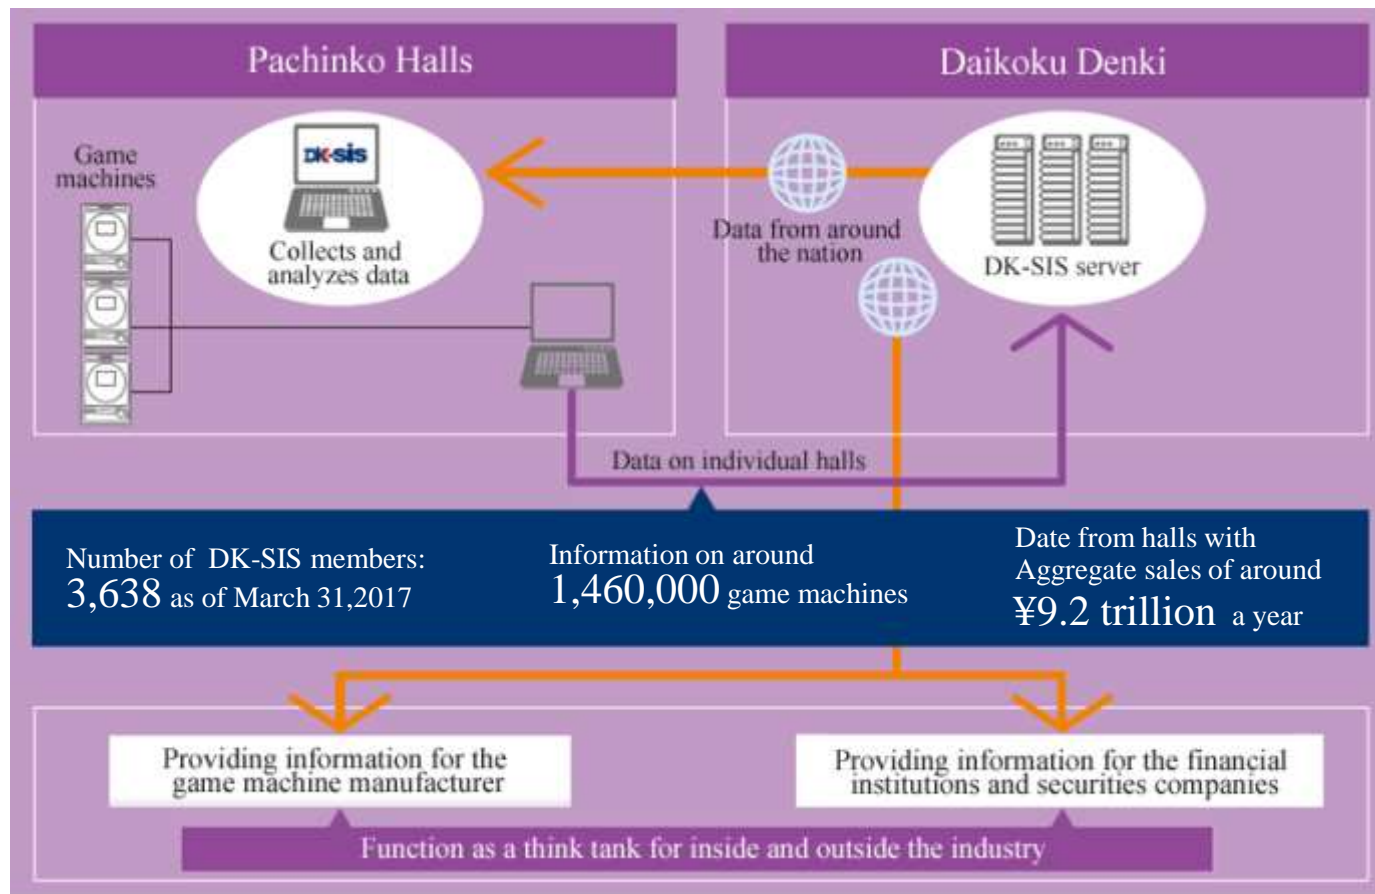 Pachinko Halls
Daikoku Denki
Game
machines
DK-SIS
Collects and
analyzes data
Data from around
the nation
DK-SIS server
Data on individual halls
Number of DK-SIS members:
3,638 as of March 31,2017
Information on around
1,460,000 game machines
Date from halls with
Aggregate sales of around
¥9.2 trillion a year
Providing information for the
game machine manufacturer
Providing information for the financial
institutions and securities companies
Function as a think tank for inside and outside the industry